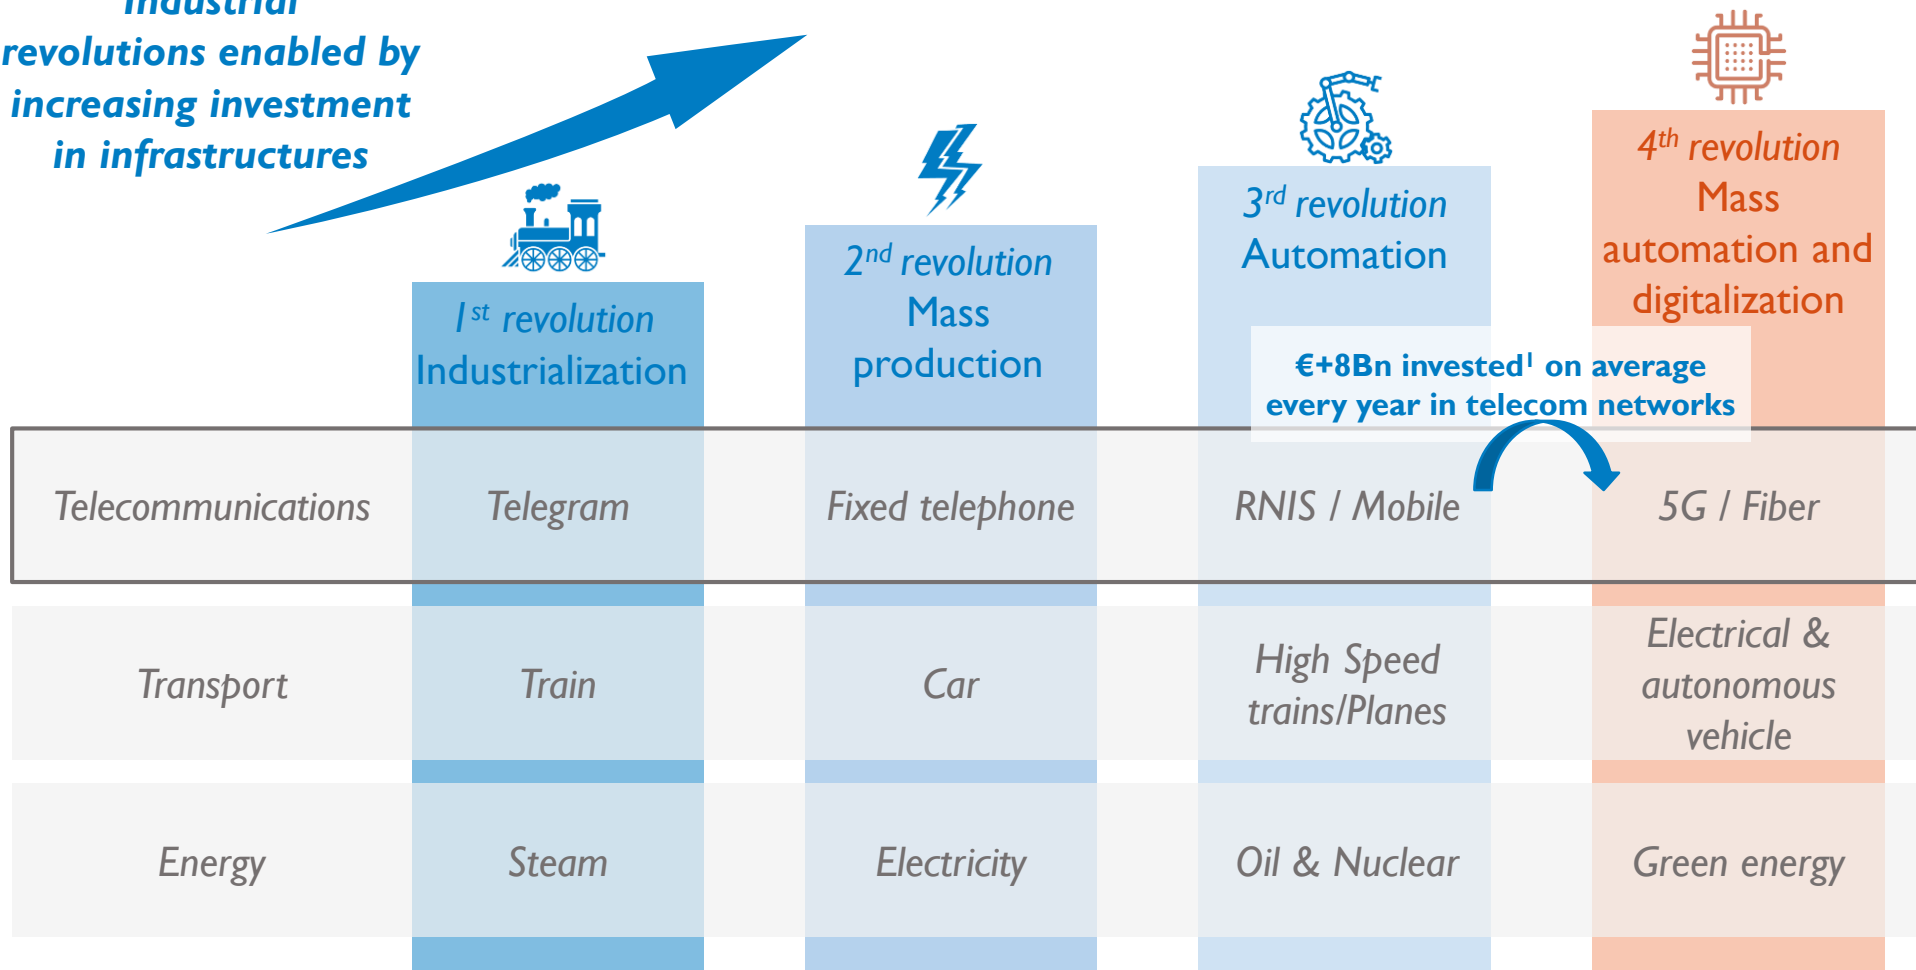 Industrial
revolutions enabled by
increasing investment
in infrastructures
1st revolution
Industrialization
2nd revolution
Mass
production
3rd revolution
Automation
4th revolution
Mass
automation and
digitalization
€+8Bn invested1 on average
every year in telecom networks
Telecommunications
Telegram
Fixed telephone
RNIS / Mobile
5G / Fiber
Transport
Train
Car
High Speed
trains/Planes
Electrical &
autonomous
vehicle
Energy
Steam
Electricity
Oil & Nuclear
Green energy